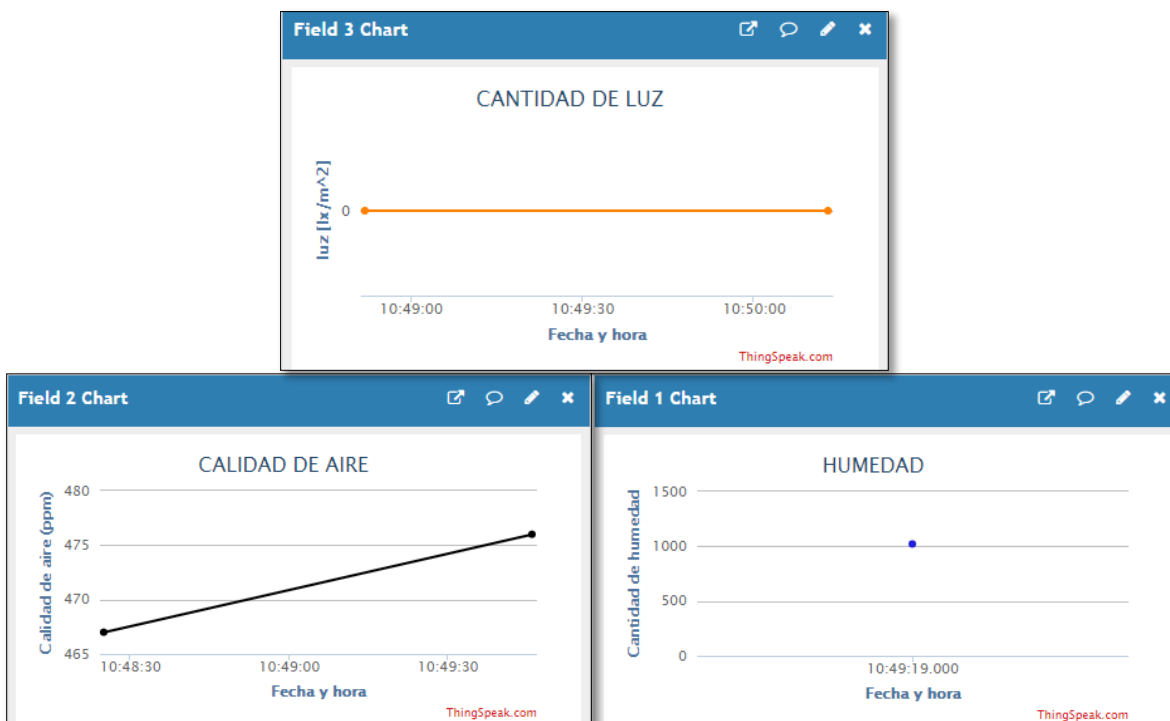 Field 3 Chart
CANTIDAD DE LUZ
luz [lx/m^2]
0
10:49:00 10:49:30 10:50:00
Fecha y hora
ThingSpeak.com
Field 2 Chart
CALIDAD DE AIRE
Calidad de aire (ppm)
480
475
470
465
10:48:30 10:49:00 10:49:30
Fecha y hora
ThingSpeak.com
Field 1 Chart
HUMEDAD
Cantidad de humedad
1500
1000
500
0
10:49:19.000
Fecha y hora
ThingSpeak.com